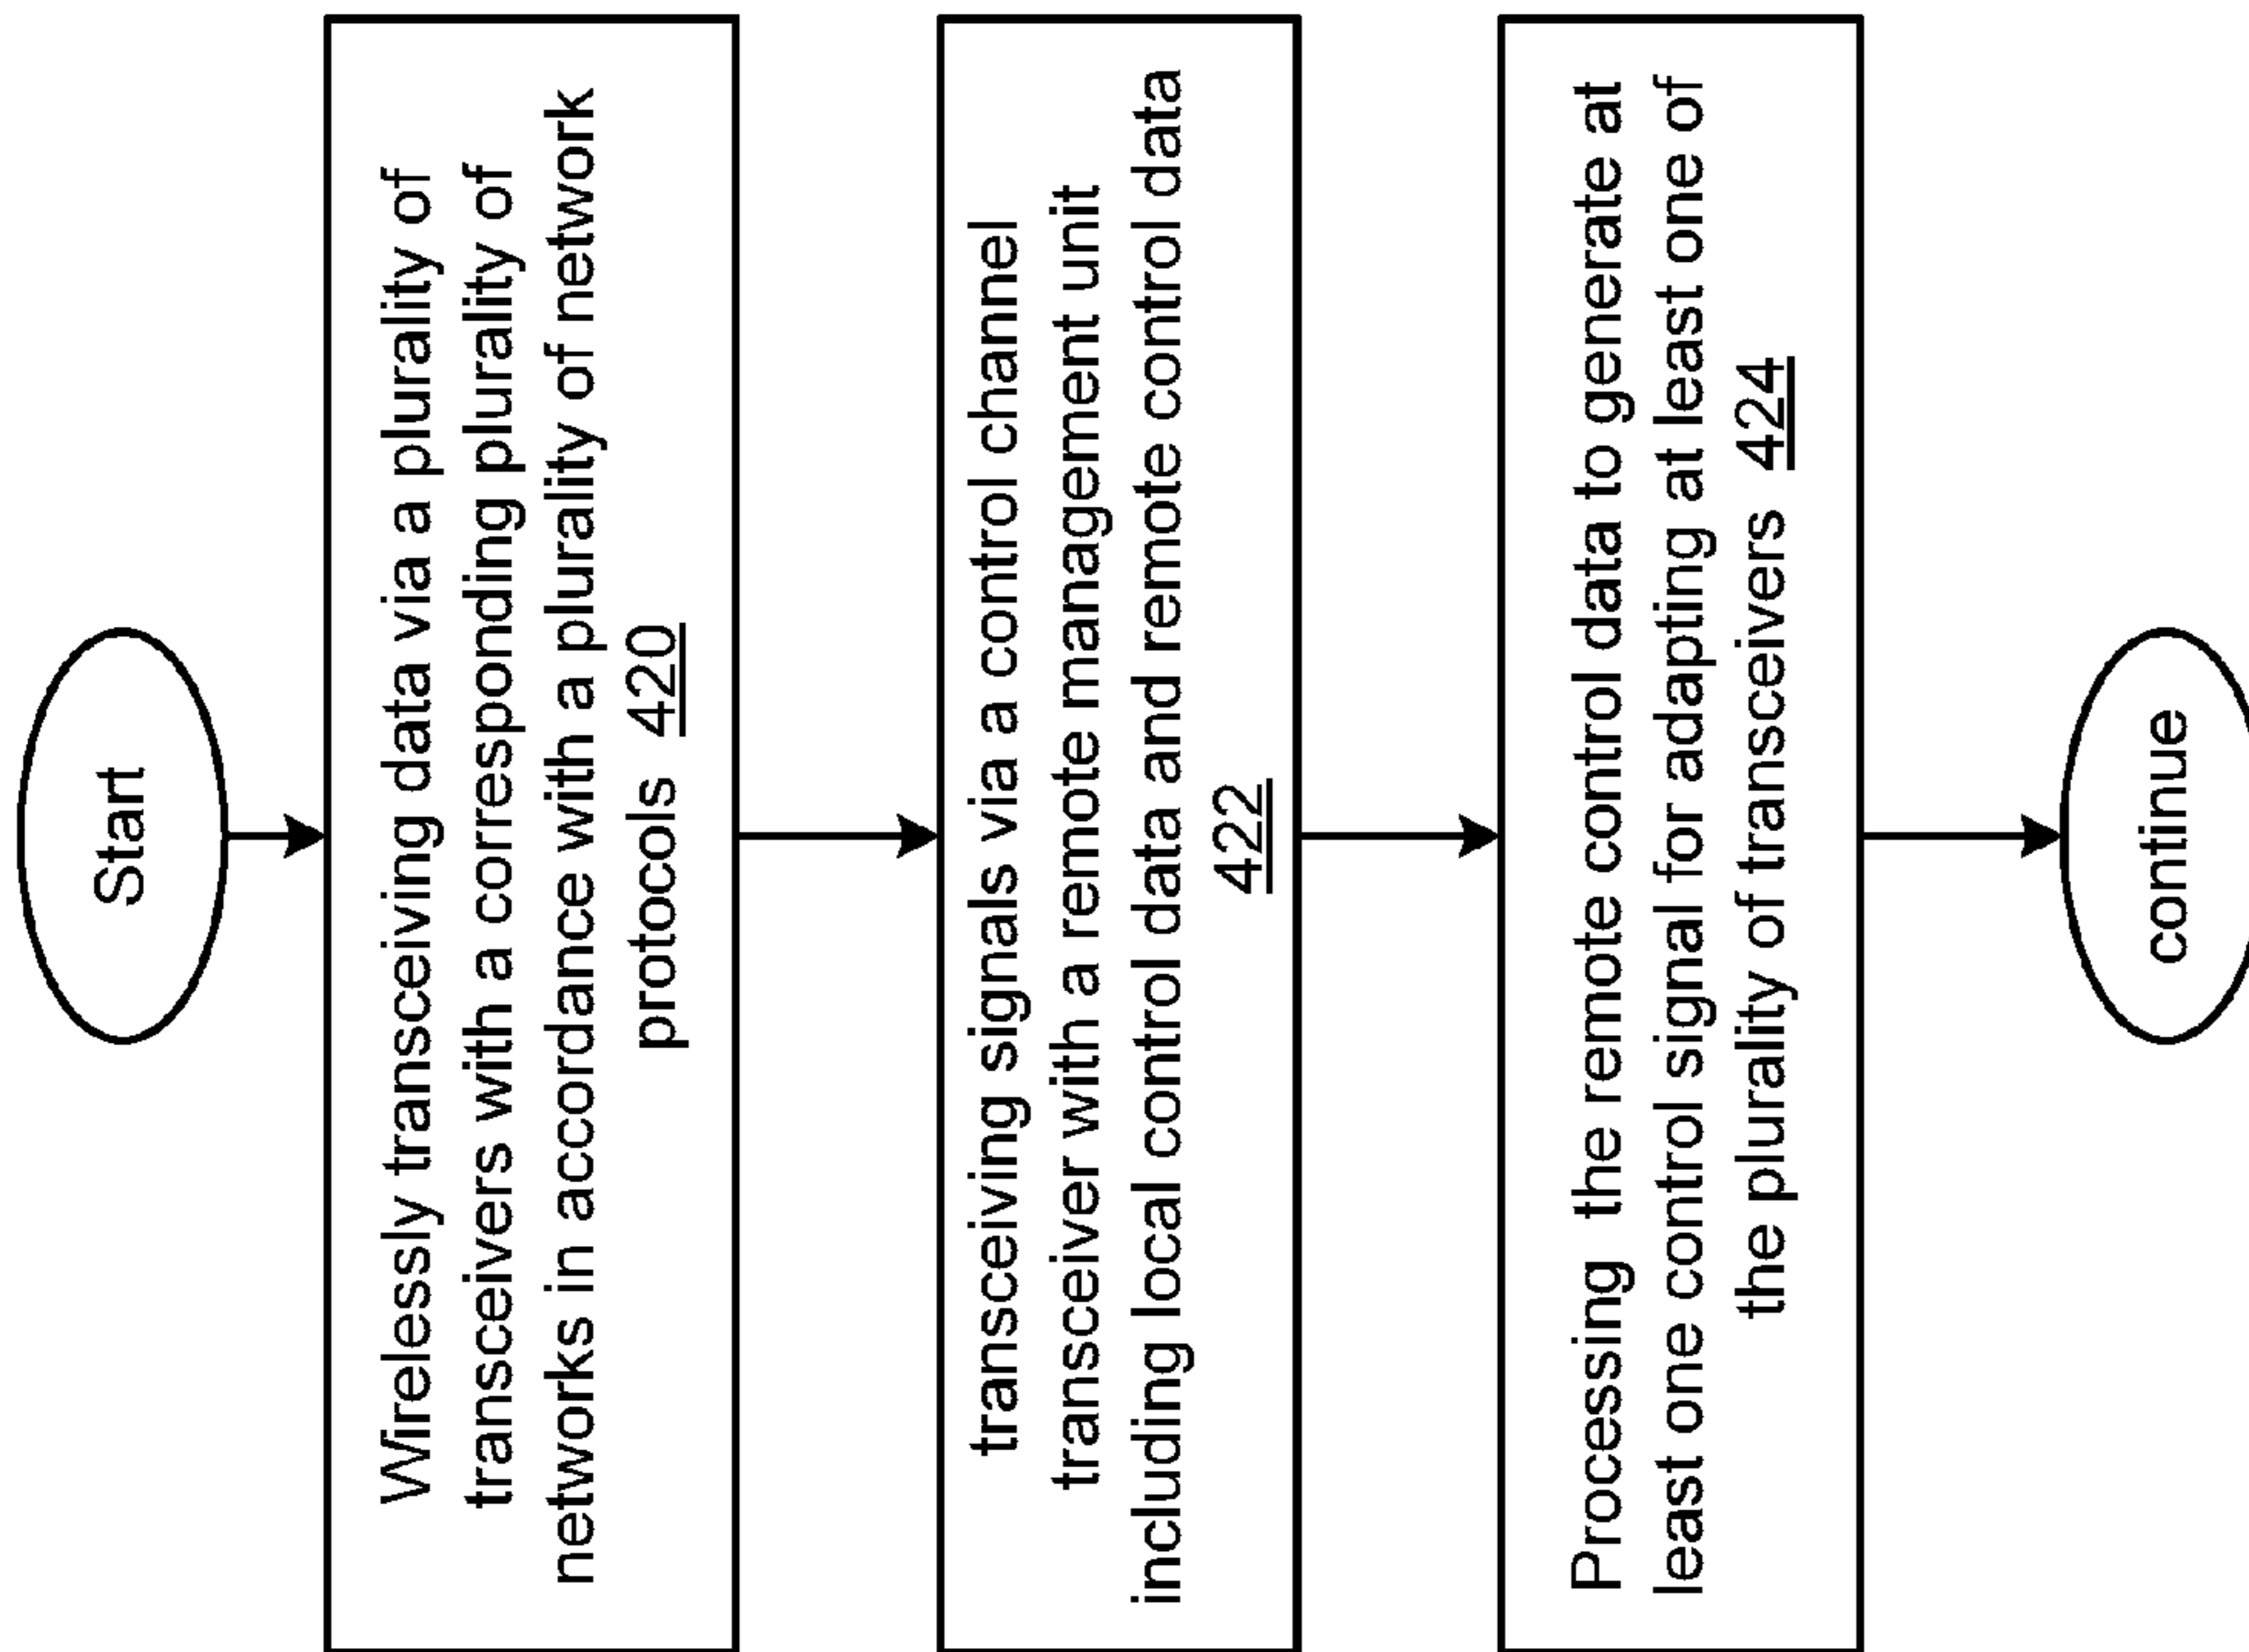 Start
Wirelessly transceiving data via a plurality of
transceivers with a corresponding plurality of
networks in accordance with a plurality of network
protocols 420
transceiving signals via a control channel
transceiver with a remote management unit
including local control data and remote control data
422
Processing the remote control data to generate at
least one control signal for adapting at least one of
the plurality of transceivers 424
continue